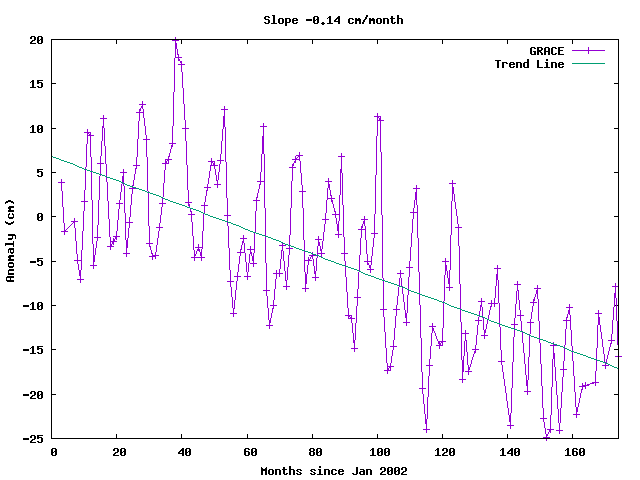 Slope -0.14 cm/month
GRACE
Trend Line
20
15
10
5
0
-5
-10
-15
-20
-25
Anomaly (cm)
0 20 40 60 80 100 120 140 160
Months since Jan 2002